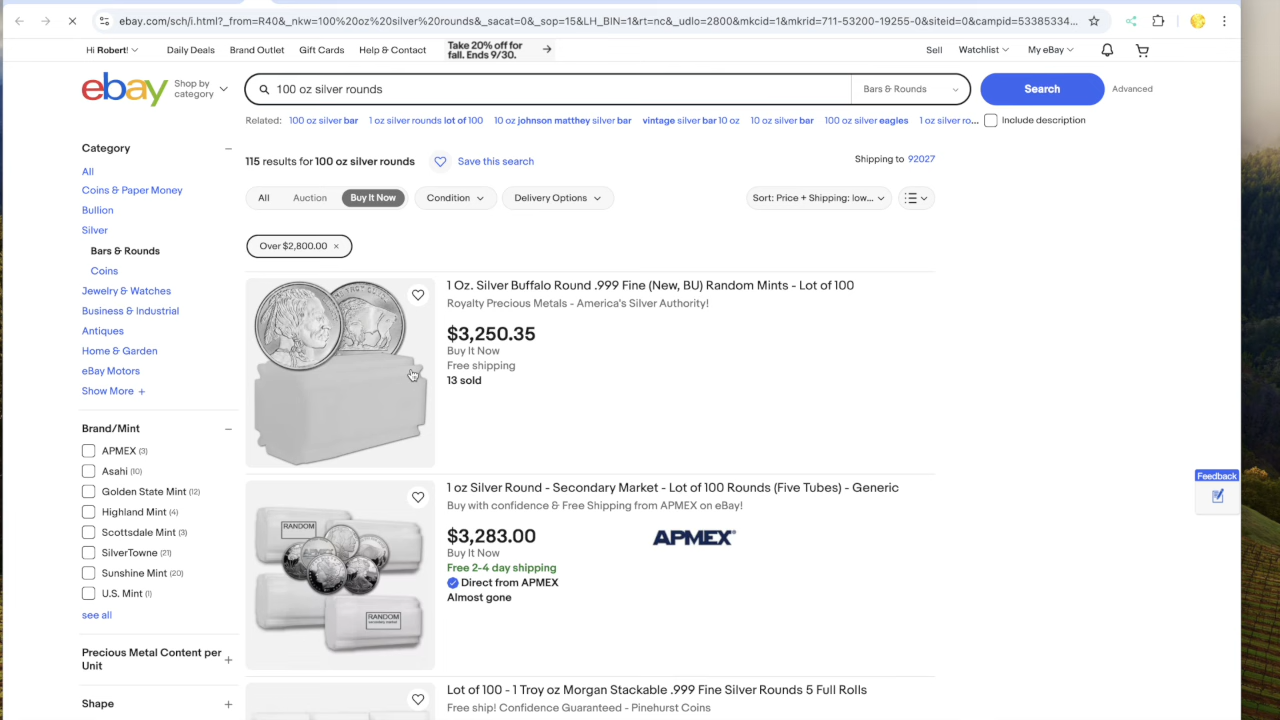 ebay.com/sch/i.html?_from=R40&_nkw=100%20oz%20silver%20rounds&_sacat=0&_sop=15&LH_BIN=1&rt=nc&_udlo=2800&mkcid=1&mkrid=711-53200-19255-0&siteid=0&campid=533853334...
Hi Robert!
Daily Deals
Brand Outlet
Gift Cards
Help & Contact
Take 20% off for
fall. Ends 9/30.
Sell
Watchlist
My eBay
ebay
Shop by
category
100 oz silver rounds
Bars & Rounds
Search
Advanced
Related: 100 oz silver bar 1 oz silver rounds lot of 100 10 oz johnson matthey silver bar vintage silver bar 10 oz 10 oz silver bar 100 oz silver eagles 1 oz silver ro...
Include description
Category
All
Coins & Paper Money
Bullion
Silver
Bars & Rounds
Coins
Jewelry & Watches
Business & Industrial
Antiques
Home & Garden
eBay Motors
Show More
Brand/Mint
APMEX (3)
Asahi (10)
Golden State Mint (12)
Highland Mint (4)
Scottsdale Mint (3)
SilverTowne (21)
Sunshine Mint (20)
U.S. Mint (1)
see all
Precious Metal Content per
Unit
Shape
115 results for 100 oz silver rounds
Save this search
Shipping to 92027
All
Auction
Buy It Now
Condition
Delivery Options
Sort: Price + Shipping: low...
Over $2,800.00
1 Oz. Silver Buffalo Round .999 Fine (New, BU) Random Mints - Lot of 100
Royalty Precious Metals - America's Silver Authority!
$3,250.35
Buy It Now
Free shipping
13 sold
RANDOM
RANDOM
1 oz Silver Round - Secondary Market - Lot of 100 Rounds (Five Tubes) - Generic
Buy with confidence & Free Shipping from APMEX on eBay!
$3,283.00
Buy It Now
Free 2-4 day shipping
Direct from APMEX
Almost gone
APMEX
Lot of 100 - 1 Troy oz Morgan Stackable .999 Fine Silver Rounds 5 Full Rolls
Free ship! Confidence Guaranteed - Pinehurst Coins
Feedback